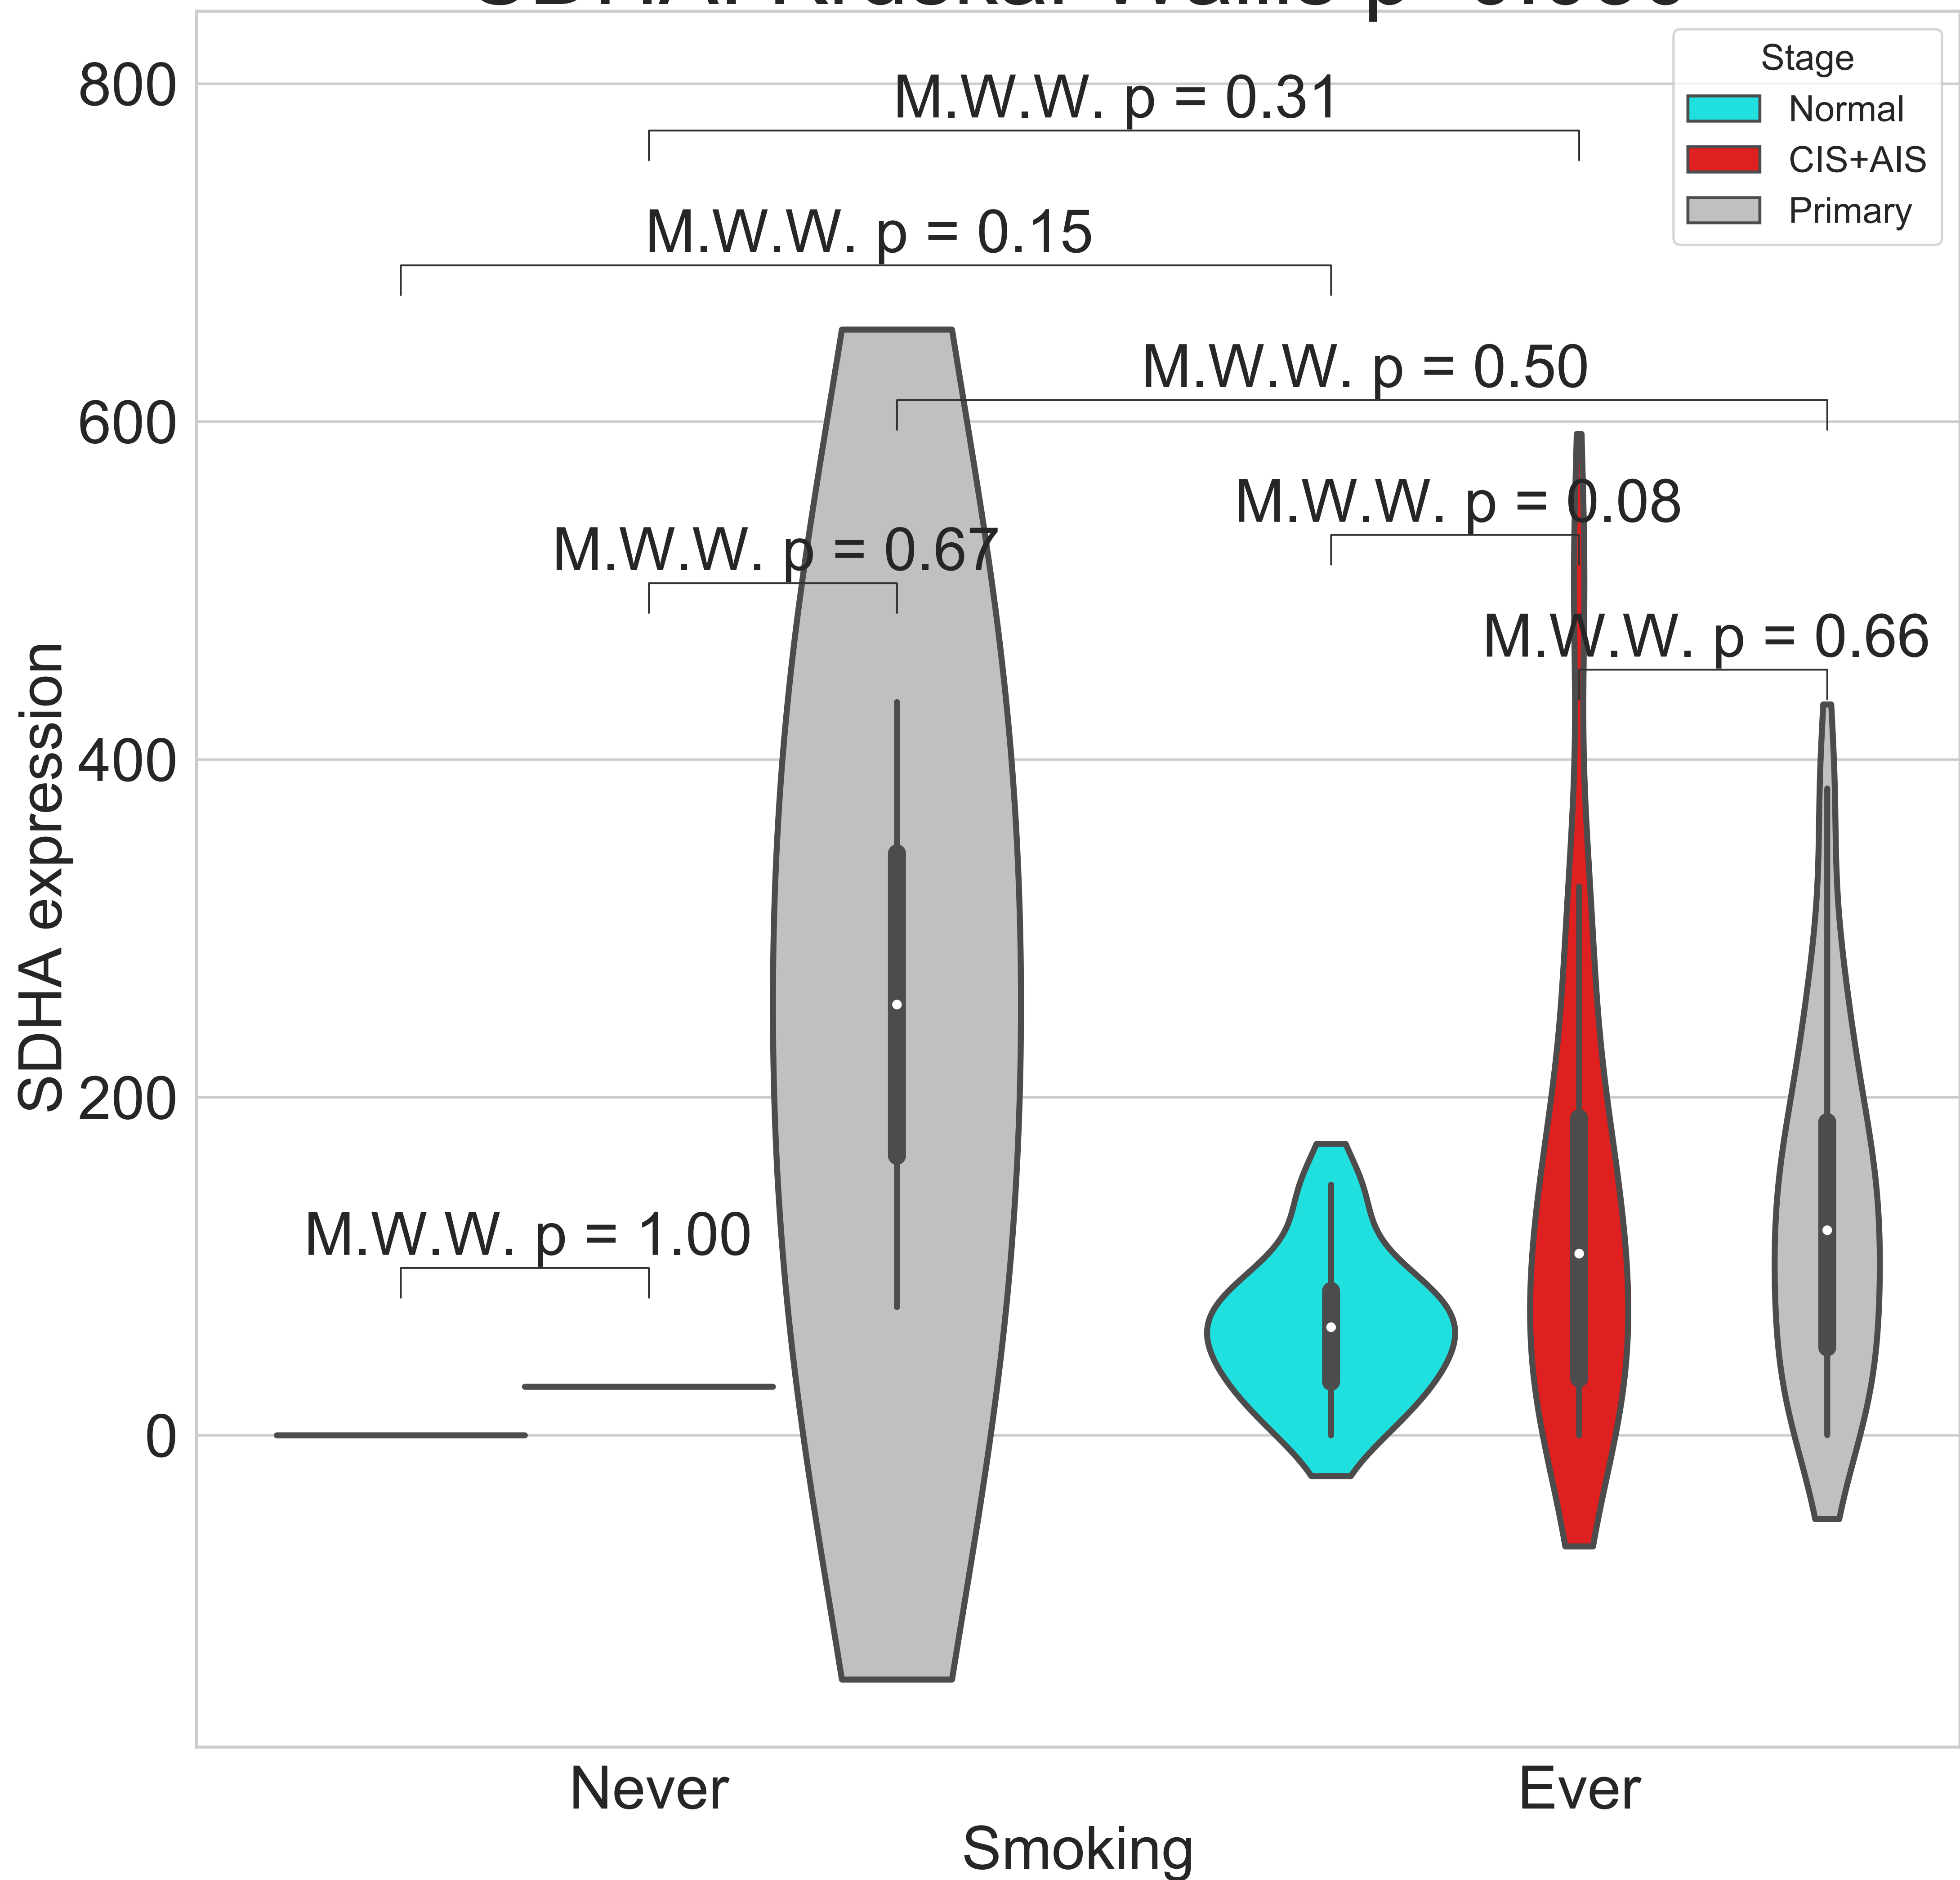 800
600
400
200
0
SDHA expression
M.W.W. p = 0.31
M.W.W. p = 0.15
M.W.W. p = 0.50
M.W.W. p = 0.08
M.W.W. p = 0.67
M.W.W. p = 0.66
M.W.W. p = 1.00
Stage
Normal
CIS+AIS
Primary
Never
Ever
Smoking